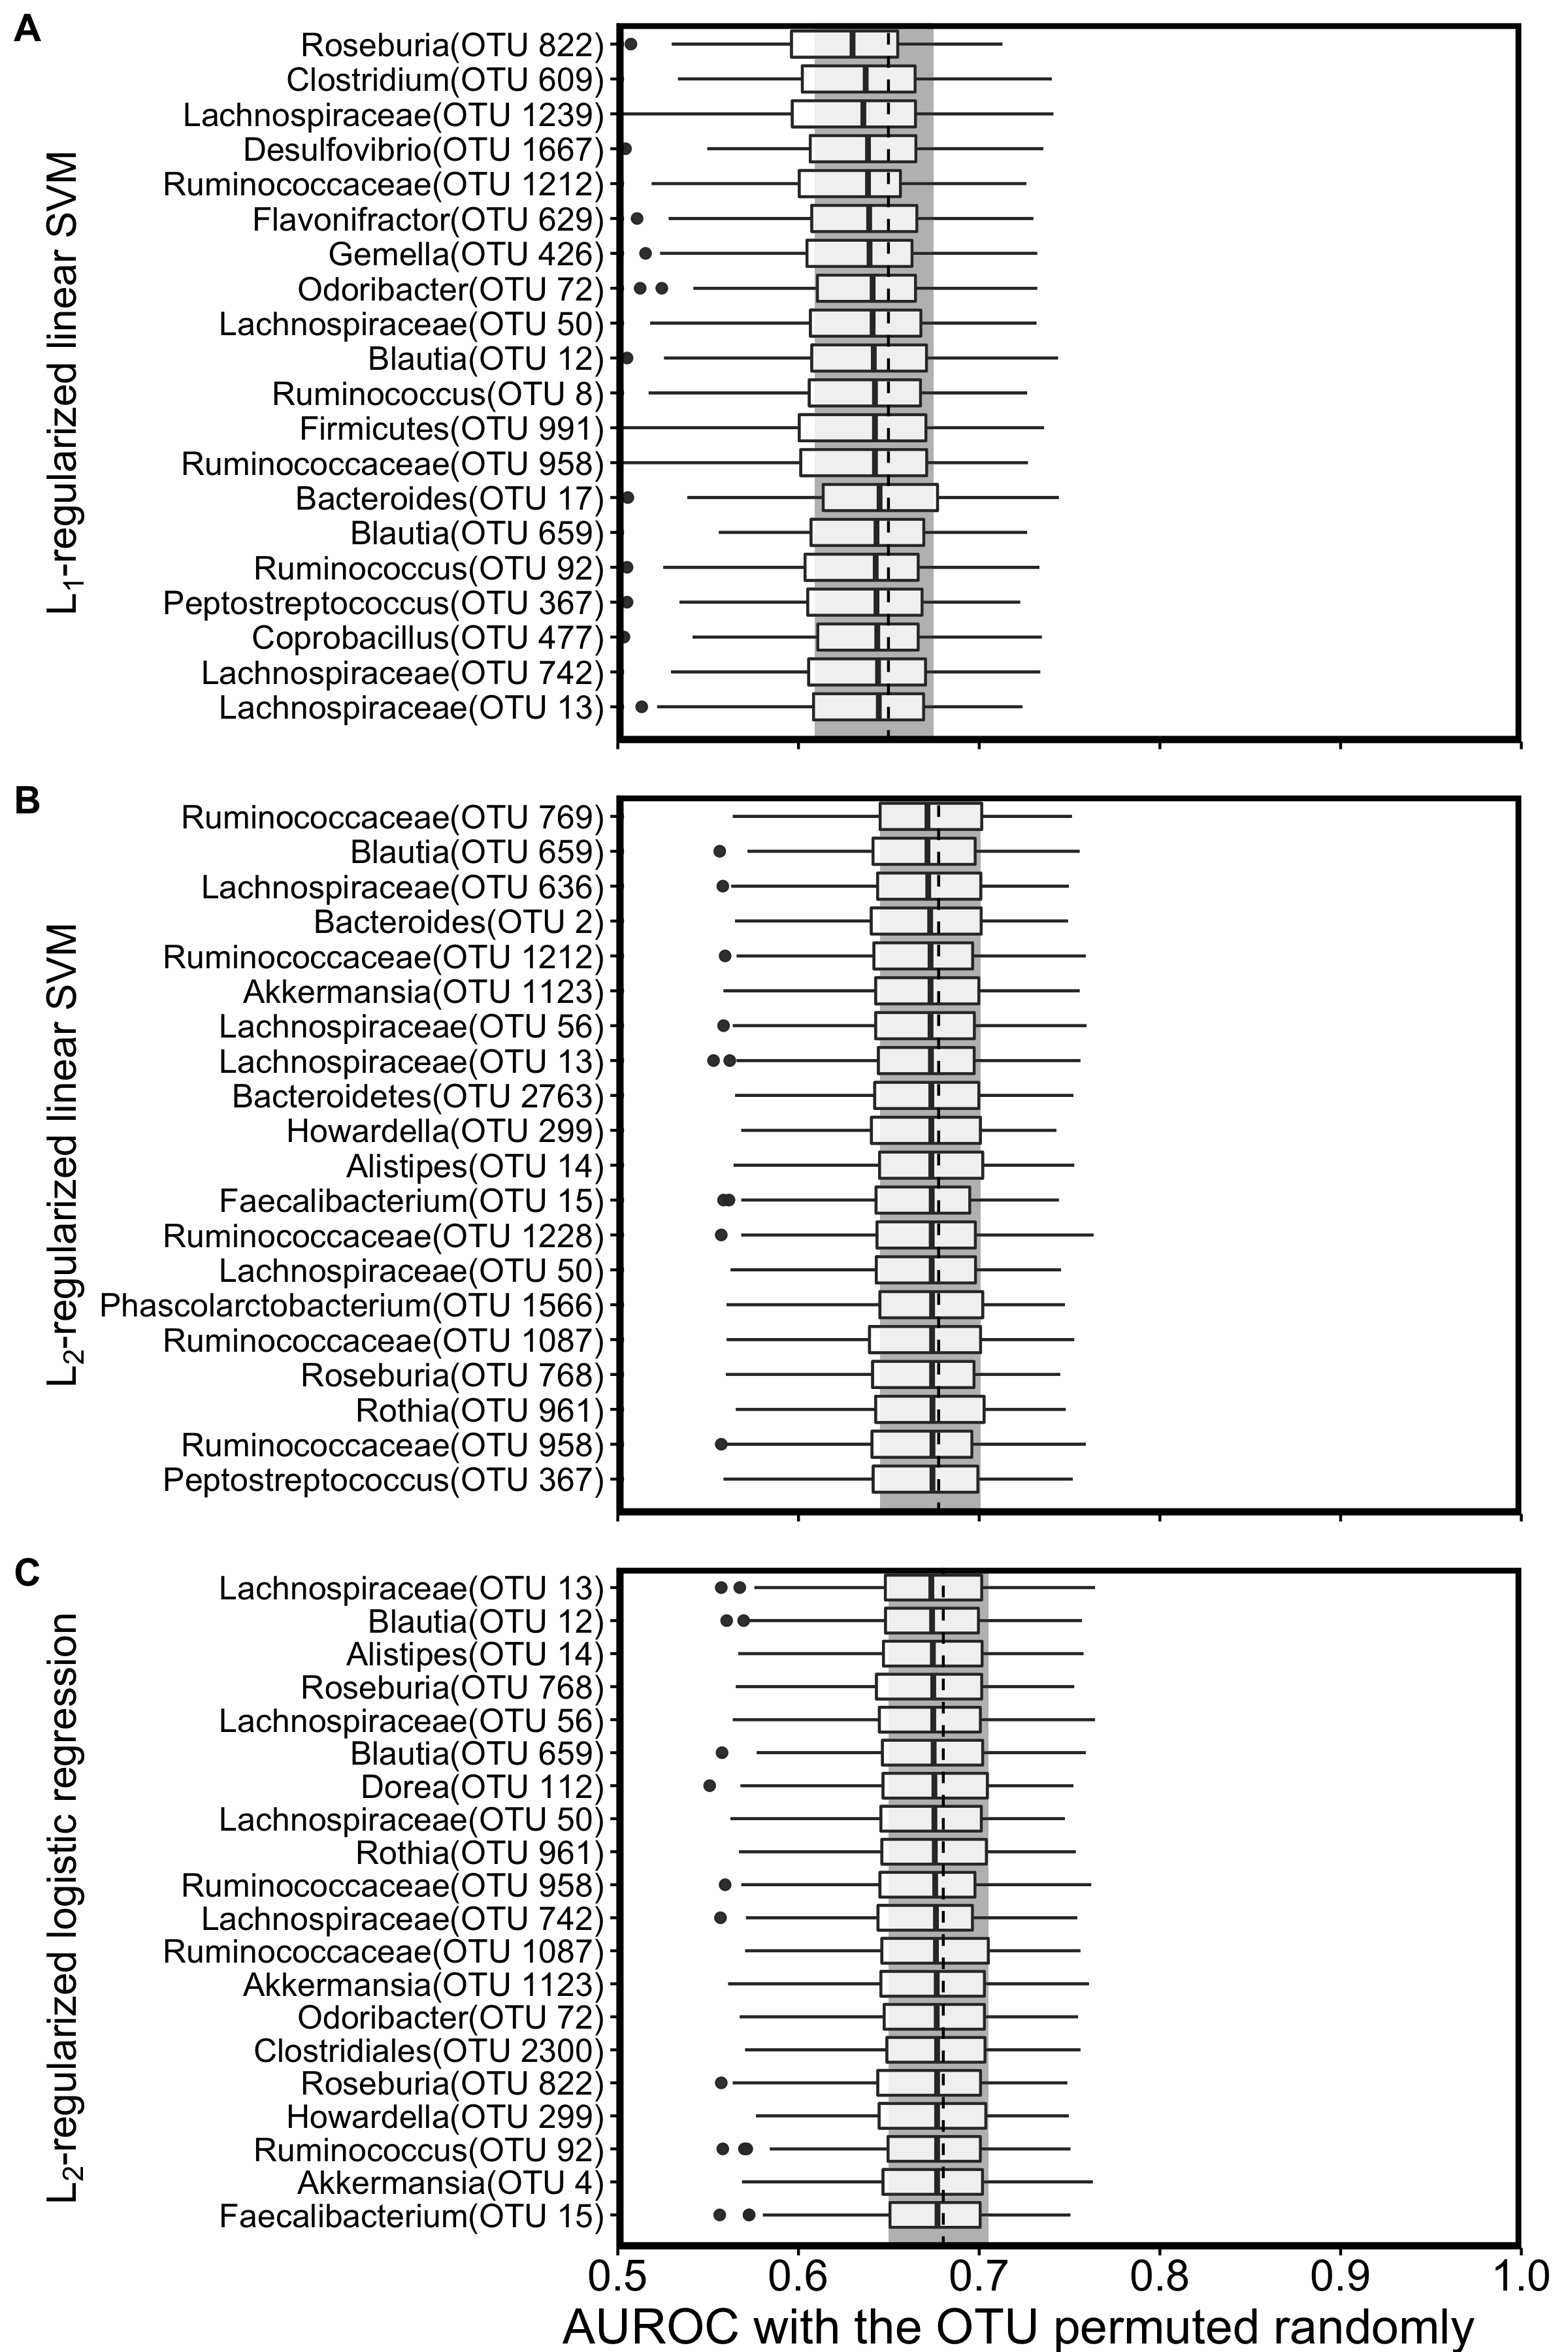 A
L1-regularized linear SVM
Roseburia(OTU 822)
Clostridium(OTU 609)
Lachnospiraceae(OTU 1239)
Desulfovibrio(OTU 1667)
Ruminococcaceae(OTU 1212)
Flavonifractor(OTU 629)
Gemella(OTU 426)
Odoribacter(OTU 72)
Lachnospiraceae(OTU 50)
Blautia(OTU 12)
Ruminococcus(OTU 8)
Firmicutes(OTU 991)
Ruminococcaceae(OTU 958)
Bacteroides(OTU 17)
Blautia(OTU 659)
Ruminococcus(OTU 92)
Peptostreptococcus(OTU 367)
Coprobacillus(OTU 477)
Lachnospiraceae(OTU 742)
Lachnospiraceae(OTU 13)
B
L2-regularized linear SVM
Ruminococcaceae(OTU 769)
Blautia(OTU 659)
Lachnospiraceae(OTU 636)
Bacteroides(OTU 2)
Ruminococcaceae(OTU 1212)
Akkermansia(OTU 1123)
Lachnospiraceae(OTU 56)
Lachnospiraceae(OTU 13)
Bacteroidetes(OTU 2763)
Howardella(OTU 299)
Alistipes(OTU 14)
Faecalibacterium(OTU 15)
Ruminococcaceae(OTU 1228)
Lachnospiraceae(OTU 50)
Phascolarctobacterium(OTU 1566)
Ruminococcaceae(OTU 1087)
Roseburia(OTU 768)
Rothia(OTU 961)
Ruminococcaceae(OTU 958)
Peptostreptococcus(OTU 367)
C
L2-regularized logistic regression
Lachnospiraceae(OTU 13)
Blautia(OTU 12)
Alistipes(OTU 14)
Roseburia(OTU 768)
Lachnospiraceae(OTU 56)
Blautia(OTU 659)
Dorea(OTU 112)
Lachnospiraceae(OTU 50)
Rothia(OTU 961)
Ruminococcaceae(OTU 958)
Lachnospiraceae(OTU 742)
Ruminococcaceae(OTU 1087)
Akkermansia(OTU 1123)
Odoribacter(OTU 72)
Clostridiales(OTU 2300)
Roseburia(OTU 822)
Howardella(OTU 299)
Ruminococcus(OTU 92)
Akkermansia(OTU 4)
Faecalibacterium(OTU 15)
0.5 0.6 0.7 0.8 0.9 1.0
AUROC with the OTU permuted randomly